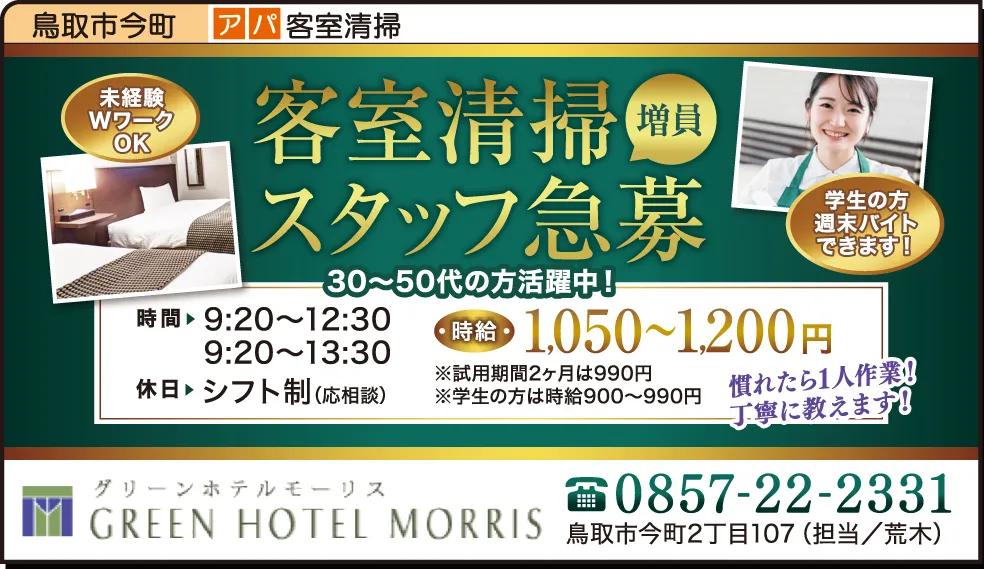 鳥取市今町 アパ 客室清掃
未経験
Wワーク
OK
客室清掃 増員
スタッフ急募
学生の方
週末バイト
できます!
30〜50代の方活躍中!
時間▶ 9:20〜12:30
9:20〜13:30
休日▶ シフト制(応相談)
・時給・ 1,050〜1,200円
※試用期間2ヶ月は990円
※学生の方は時給900〜990円
慣れたら1人作業!
丁寧に教えます!
グリーンホテルモーリス
GREEN HOTEL MORRIS
☎0857-22-2331
鳥取市今町2丁目107(担当/荒木)